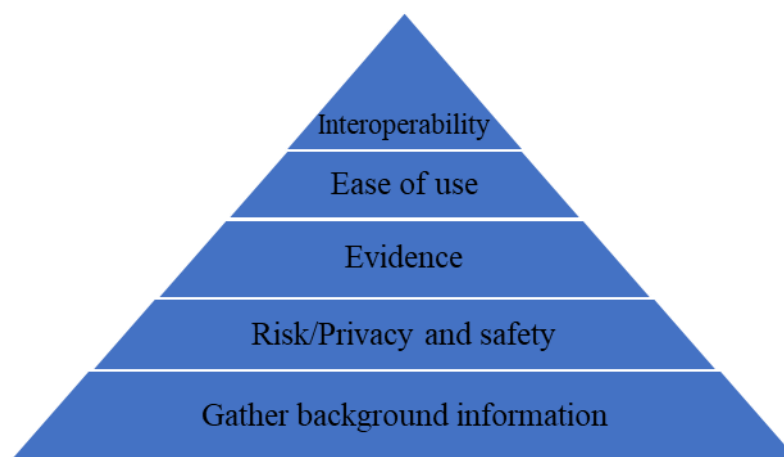 Interoperability
Ease of use
Evidence
Risk/Privacy and safety
Gather background information